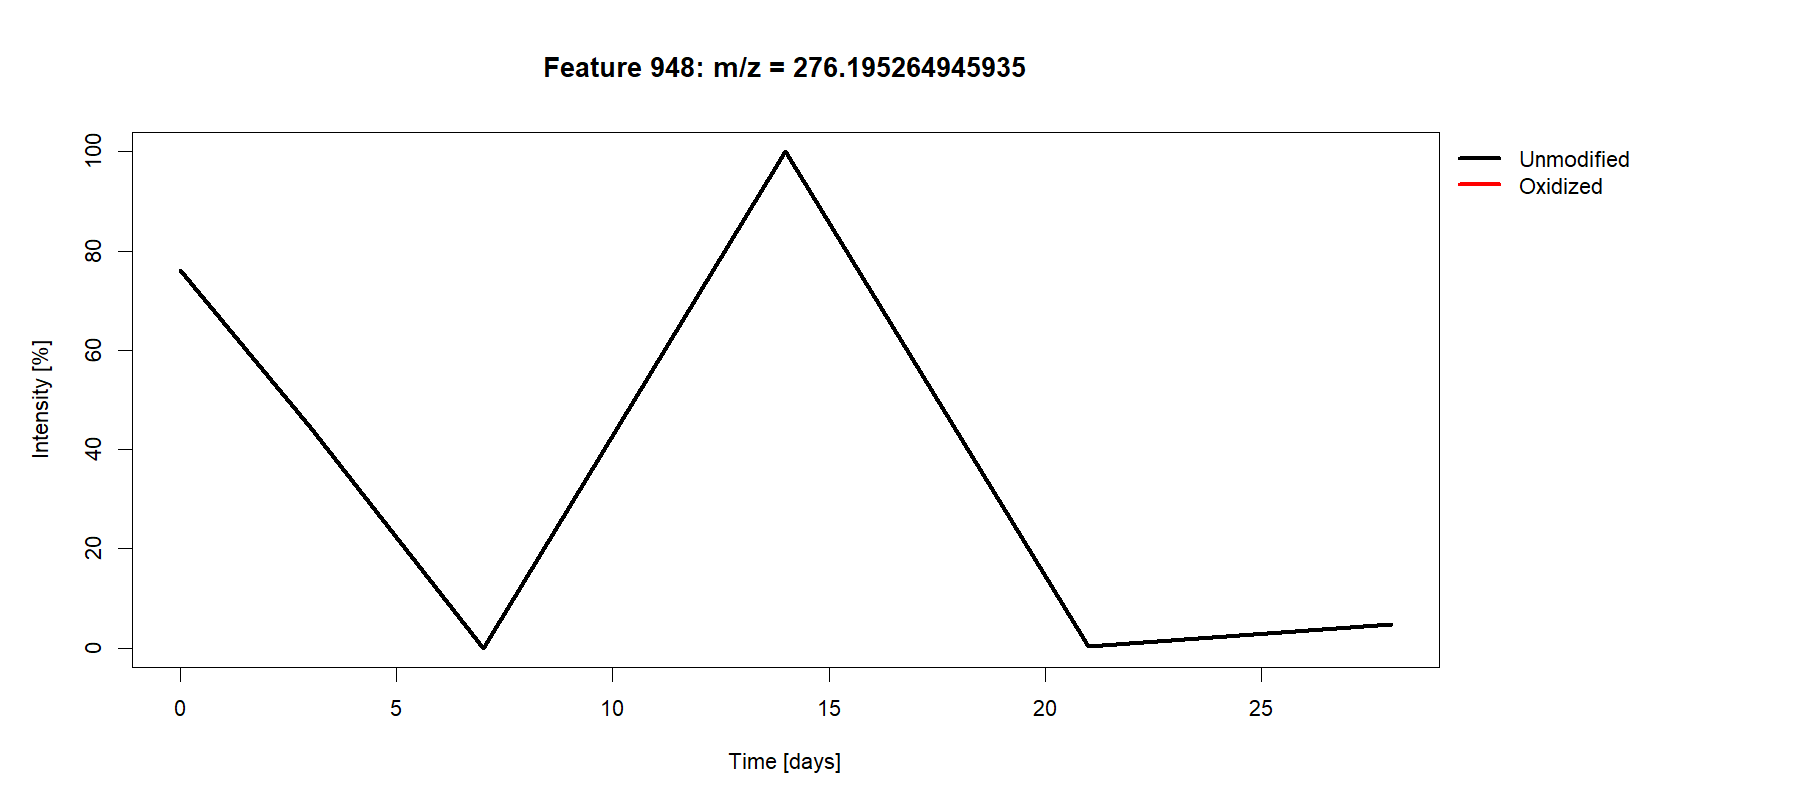 Feature 948: m/z = 276.195264945935
Unmodified
Oxidized
Intensity [%]
100
80
60
40
20
0
0 5 10 15 20 25
Time [days]